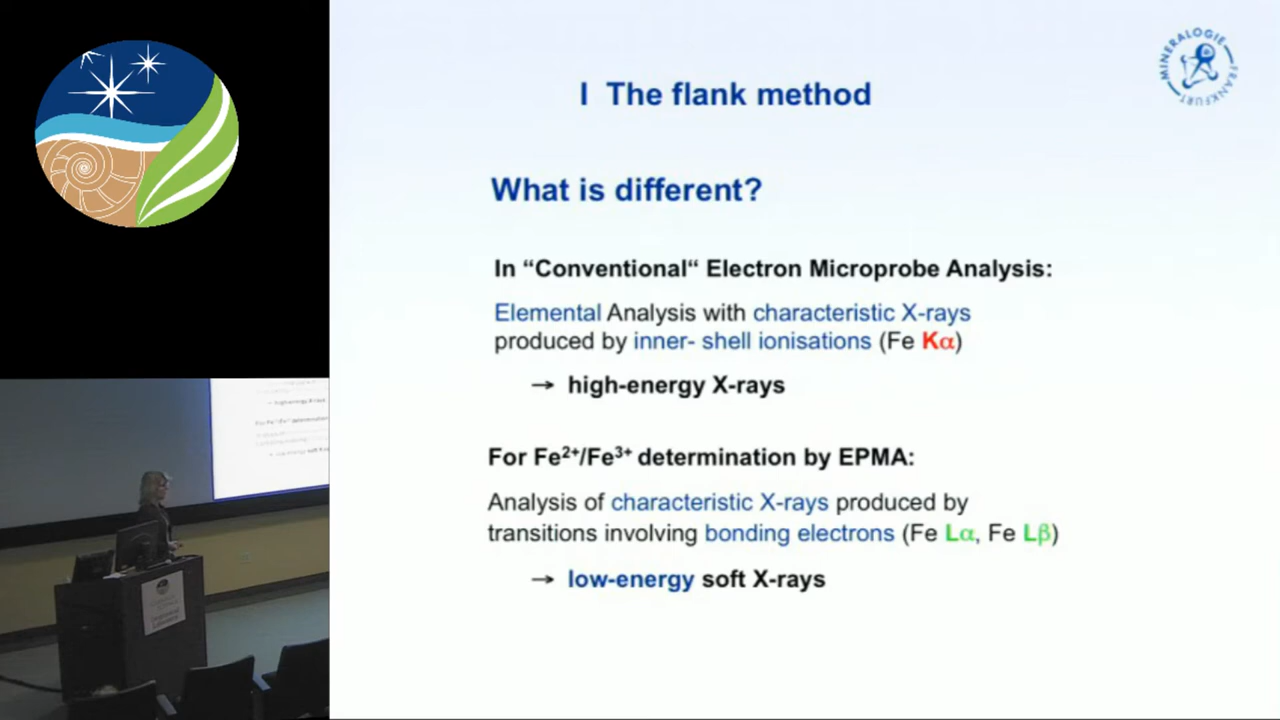 I The flank method
MINERALOGIE
FRANKFURT
What is different?
In “Conventional“ Electron Microprobe Analysis:
Elemental Analysis with characteristic X-rays
produced by inner- shell ionisations (Fe Kα)
→ high-energy X-rays
For Fe²⁺/Fe³⁺ determination by EPMA:
Analysis of characteristic X-rays produced by
transitions involving bonding electrons (Fe Lα, Fe Lβ)
→ low-energy soft X-rays